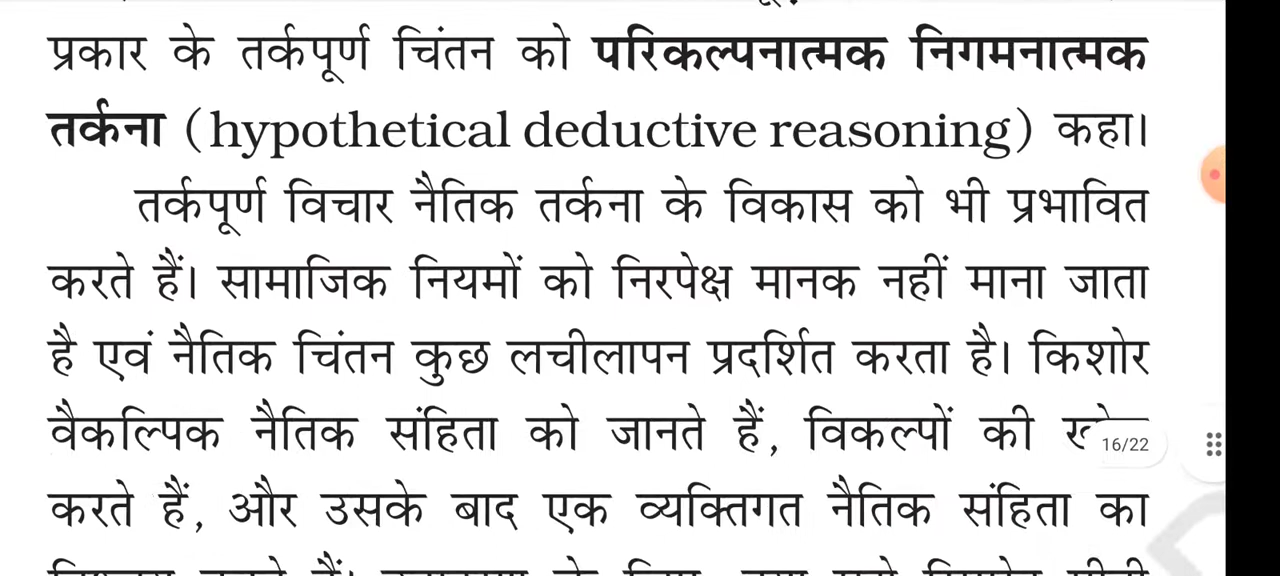 प्रकार के तर्कपूर्ण चिंतन को परिकल्पनात्मक निगमनात्मक
तर्कना (hypothetical deductive reasoning) कहा।
तर्कपूर्ण विचार नैतिक तर्कना के विकास को भी प्रभावित
करते हैं। सामाजिक नियमों को निरपेक्ष मानक नहीं माना जाता
है एवं नैतिक चिंतन कुछ लचीलापन प्रदर्शित करता है। किशोर
वैकल्पिक नैतिक संहिता को जानते हैं, विकल्पों की
16/22
करते हैं, और उसके बाद एक व्यक्तिगत नैतिक संहिता का